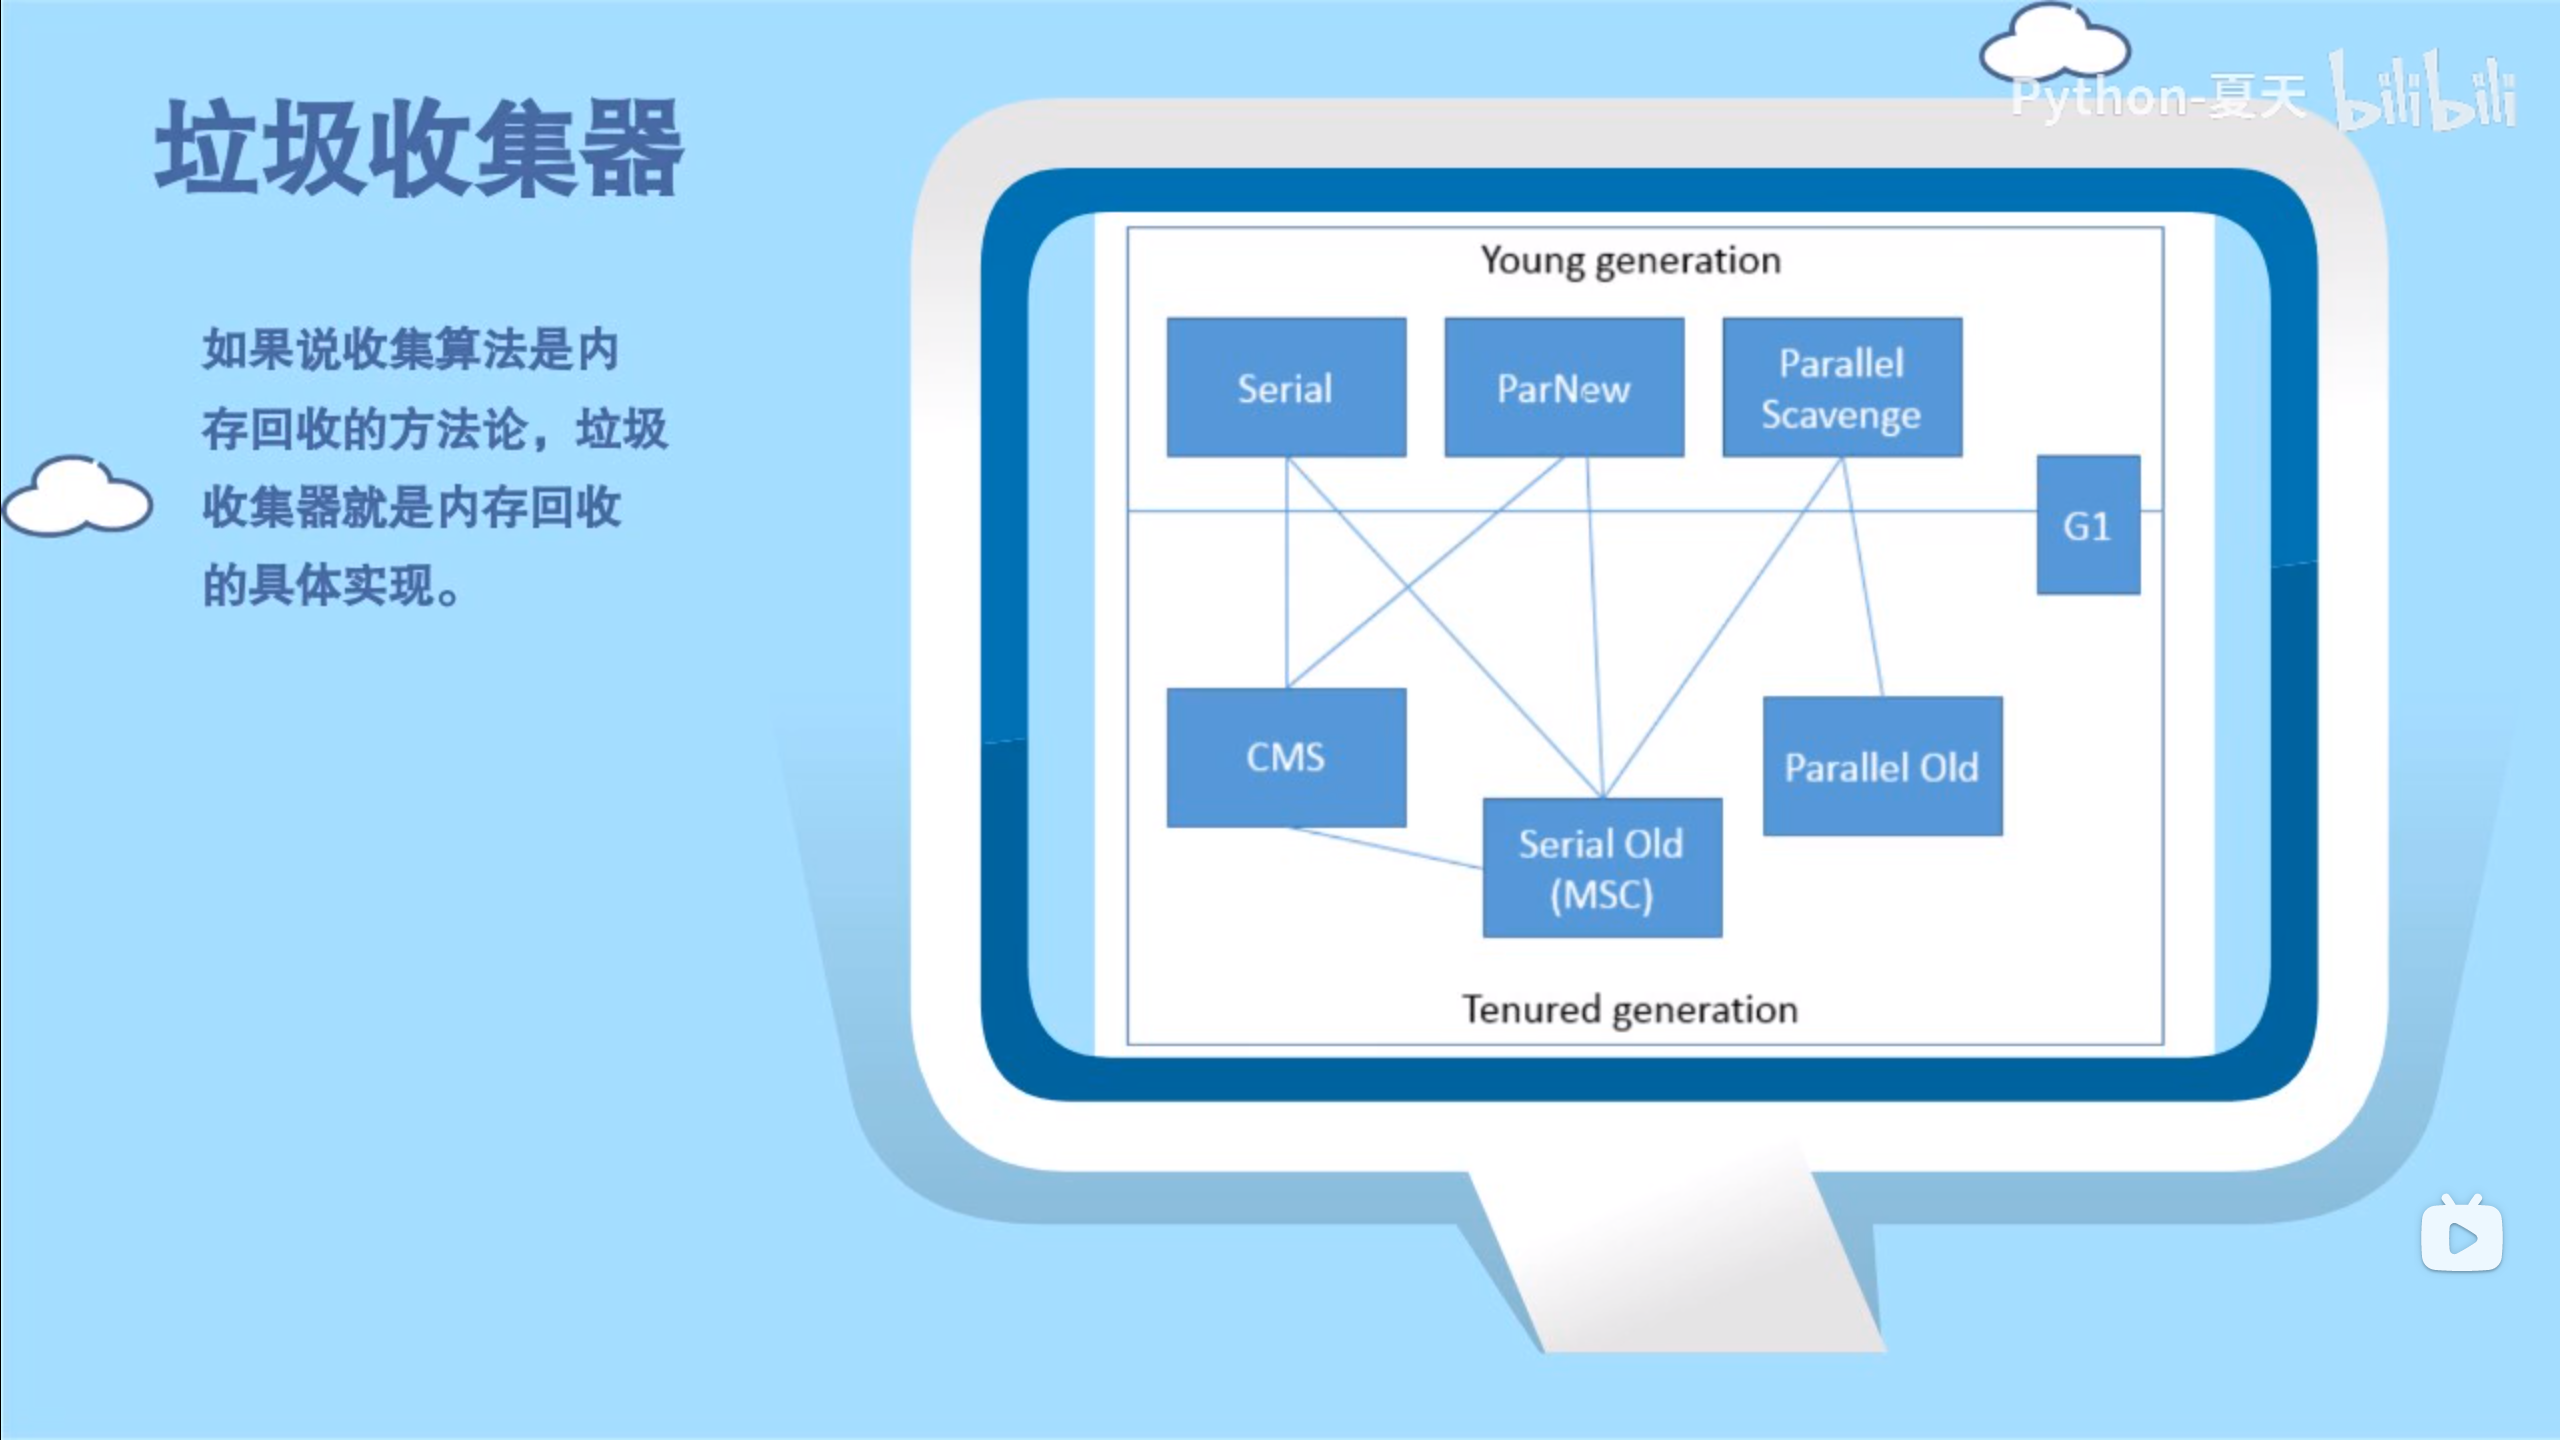 Python-夏天 bilibili
垃圾收集器
如果说收集算法是内
存回收的方法论，垃圾
收集器就是内存回收
的具体实现。
Young generation
Serial
ParNew
Parallel
Scavenge
G1
CMS
Serial Old
(MSC)
Parallel Old
Tenured generation